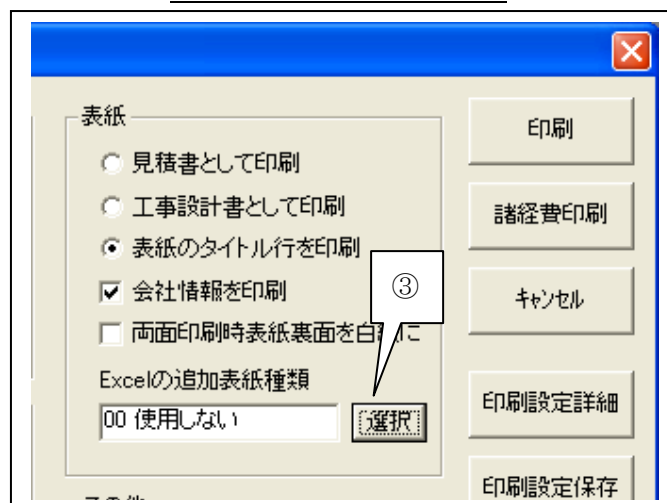 表紙
見積書として印刷
工事設計書として印刷
表紙のタイトル行を印刷
会社情報を印刷
両面印刷時表紙裏面を白
に
Excelの追加表紙種類
00 使用しない
選択
③
印刷
諸経費印刷
キャンセル
印刷設定詳細
印刷設定保存